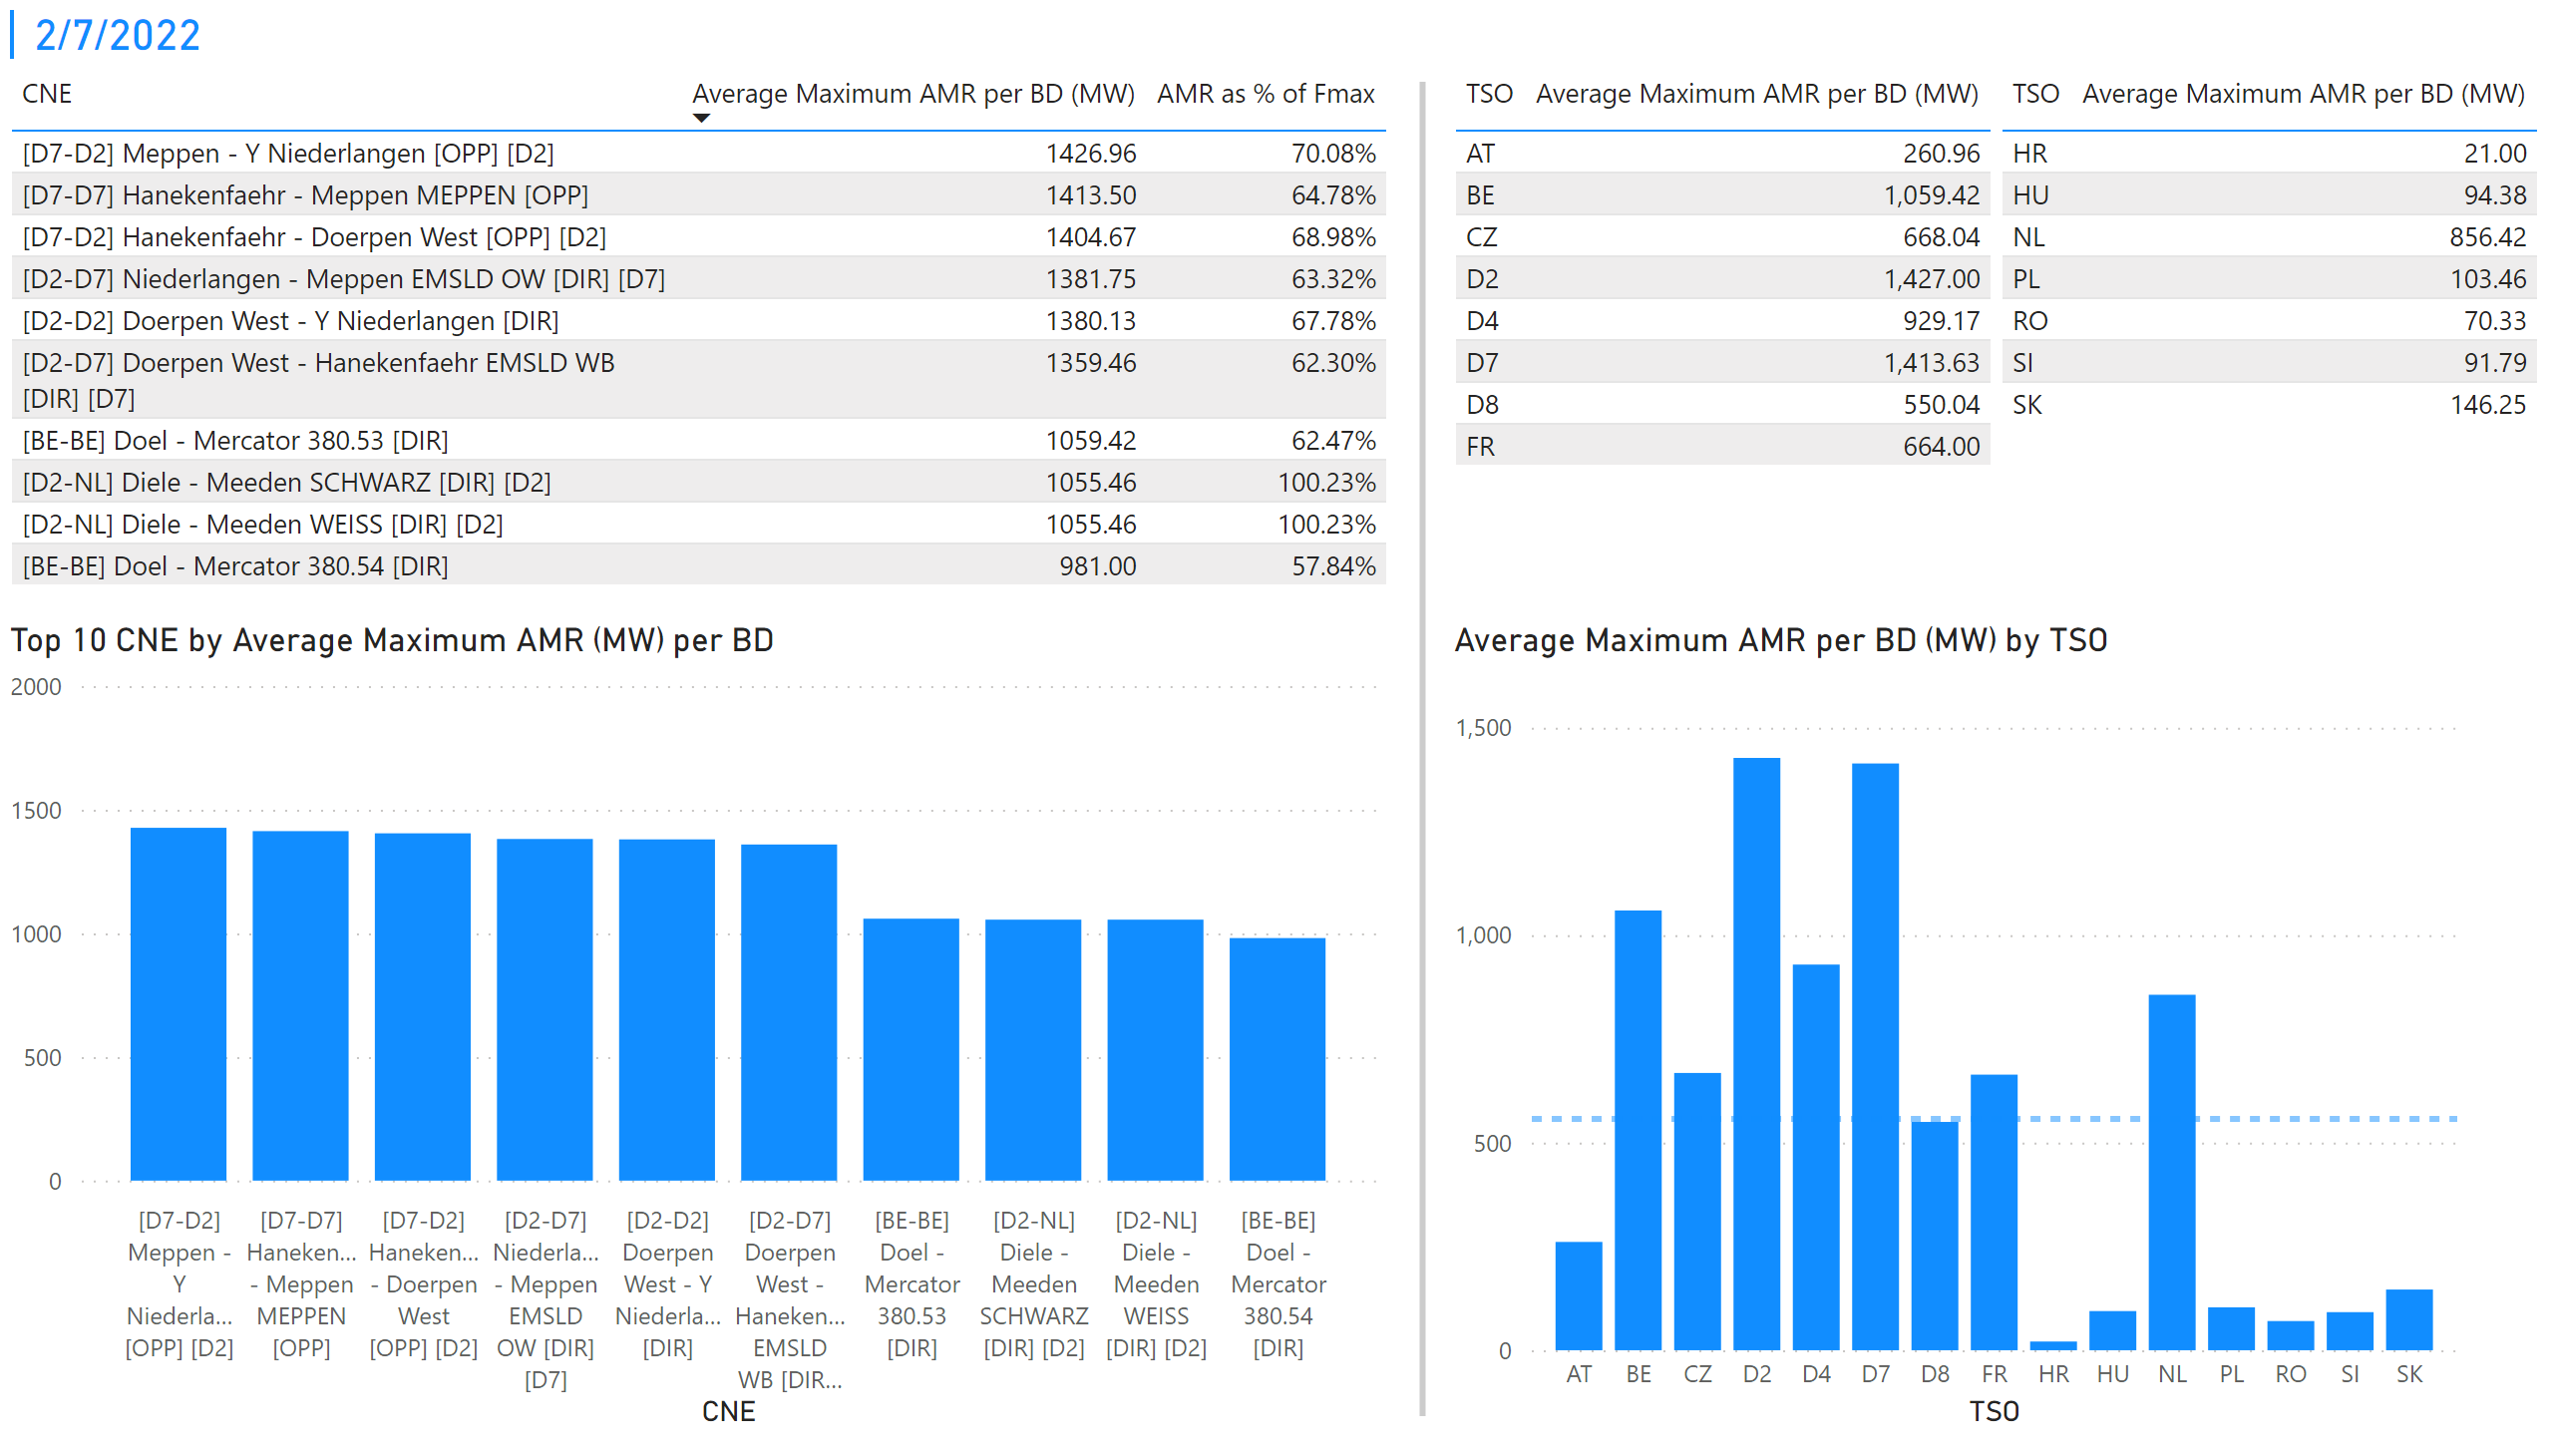 2/7/2022
CNE Average Maximum AMR per BD (MW) AMR as % of Fmax
[D7-D2] Meppen - Y Niederlangen [OPP] [D2] 1426.96 70.08%
[D7-D7] Hanekenfaehr - Meppen MEPPEN [OPP] 1413.50 64.78%
[D7-D2] Hanekenfaehr - Doerpen West [OPP] [D2] 1404.67 68.98%
[D2-D7] Niederlangen - Meppen EMSLD OW [DIR] [D7] 1381.75 63.32%
[D2-D2] Doerpen West - Y Niederlangen [DIR] 1380.13 67.78%
[D2-D7] Doerpen West - Hanekenfaehr EMSLD WB 1359.46 62.30%
[DIR] [D7]
[BE-BE] Doel - Mercator 380.53 [DIR] 1059.42 62.47%
[D2-NL] Diele - Meeden SCHWARZ [DIR] [D2] 1055.46 100.23%
[D2-NL] Diele - Meeden WEISS [DIR] [D2] 1055.46 100.23%
[BE-BE] Doel - Mercator 380.54 [DIR] 981.00 57.84%
TSO Average Maximum AMR per BD (MW)
AT 260.96
BE 1,059.42
CZ 668.04
D2 1,427.00
D4 929.17
D7 1,413.63
D8 550.04
FR 664.00
TSO Average Maximum AMR per BD (MW)
HR 21.00
HU 94.38
NL 856.42
PL 103.46
RO 70.33
SI 91.79
SK 146.25
Top 10 CNE by Average Maximum AMR (MW) per BD
2000
1500
1000
500
0
[D7-D2]
Meppen -
Y
Niederla...
[OPP] [D2]
[D7-D7]
Haneken...
- Meppen
MEPPEN
[OPP]
[D7-D2]
Haneken...
- Doerpen
West
[OPP] [D2]
[D2-D7]
Niederla...
- Meppen
EMSLD
OW [DIR]
[D7]
[D2-D2]
Doerpen
West - Y
Niederla...
[DIR]
[D2-D7]
Doerpen
West -
Haneken...
EMSLD
WB [DIR...
[BE-BE]
Doel -
Mercator
380.53
[DIR]
[D2-NL]
Diele -
Meeden
SCHWARZ
[DIR] [D2]
[D2-NL]
Diele -
Meeden
WEISS
[DIR] [D2]
[BE-BE]
Doel -
Mercator
380.54
[DIR]
CNE
Average Maximum AMR per BD (MW) by TSO
1,500
1,000
500
0
AT BE CZ D2 D4 D7 D8 FR HR HU NL PL RO SI SK
TSO